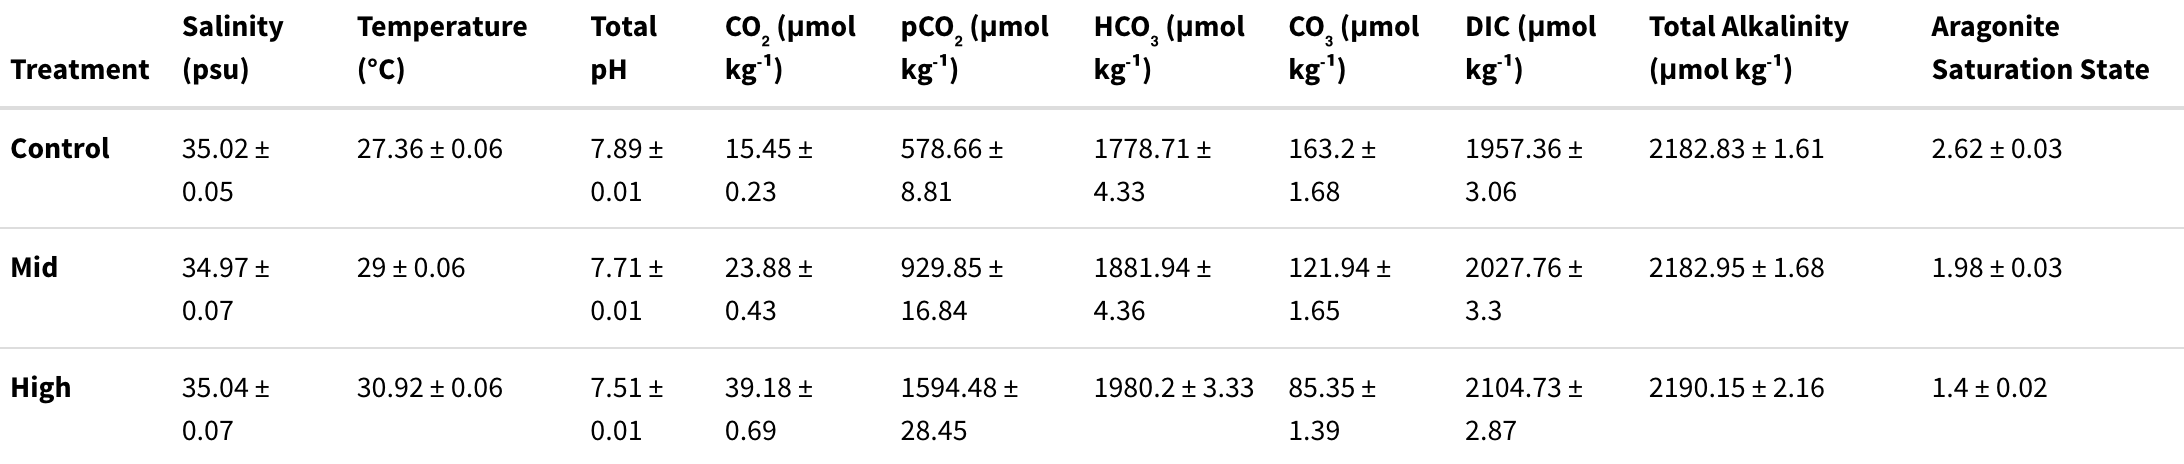 Treatment Salinity (psu) Temperature (°C) Total pH CO₂ (µmol kg⁻¹) pCO₂ (µmol kg⁻¹) HCO₃ (µmol kg⁻¹) CO₃ (µmol kg⁻¹) DIC (µmol kg⁻¹) Total Alkalinity (µmol kg⁻¹) Aragonite Saturation State
Control 35.02 ± 0.05 27.36 ± 0.06 7.89 ± 0.01 15.45 ± 0.23 578.66 ± 8.81 1778.71 ± 4.33 163.2 ± 1.68 1957.36 ± 3.06 2182.83 ± 1.61 2.62 ± 0.03
Mid 34.97 ± 0.07 29 ± 0.06 7.71 ± 0.01 23.88 ± 0.43 929.85 ± 16.84 1881.94 ± 4.36 121.94 ± 1.65 2027.76 ± 3.3 2182.95 ± 1.68 1.98 ± 0.03
High 35.04 ± 0.07 30.92 ± 0.06 7.51 ± 0.01 39.18 ± 0.69 1594.48 ± 28.45 1980.2 ± 3.33 85.35 ± 1.39 2104.73 ± 2.87 2190.15 ± 2.16 1.4 ± 0.02